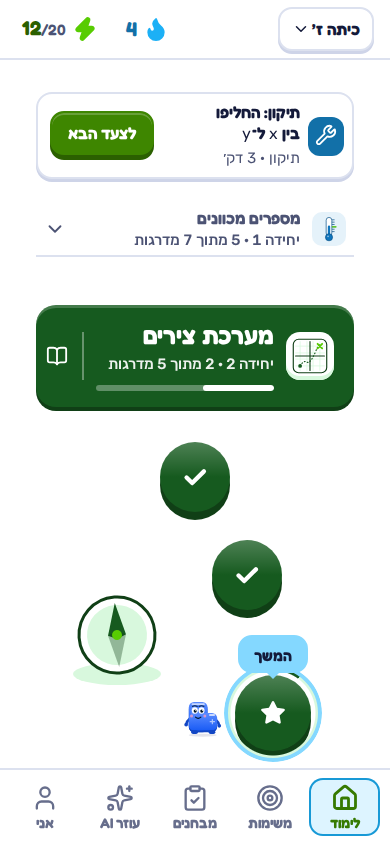 כיתה ז׳
4
12/20
תיקון: החליפו
בין x ל־y
תיקון • 3 דק׳
לצעד הבא
מספרים מכוונים
יחידה 1 • 5 מתוך 7 מדרגות
מערכת צירים
יחידה 2 • 2 מתוך 5 מדרגות
המשך
לימוד
משימות
מבחנים
עוזר AI
אני